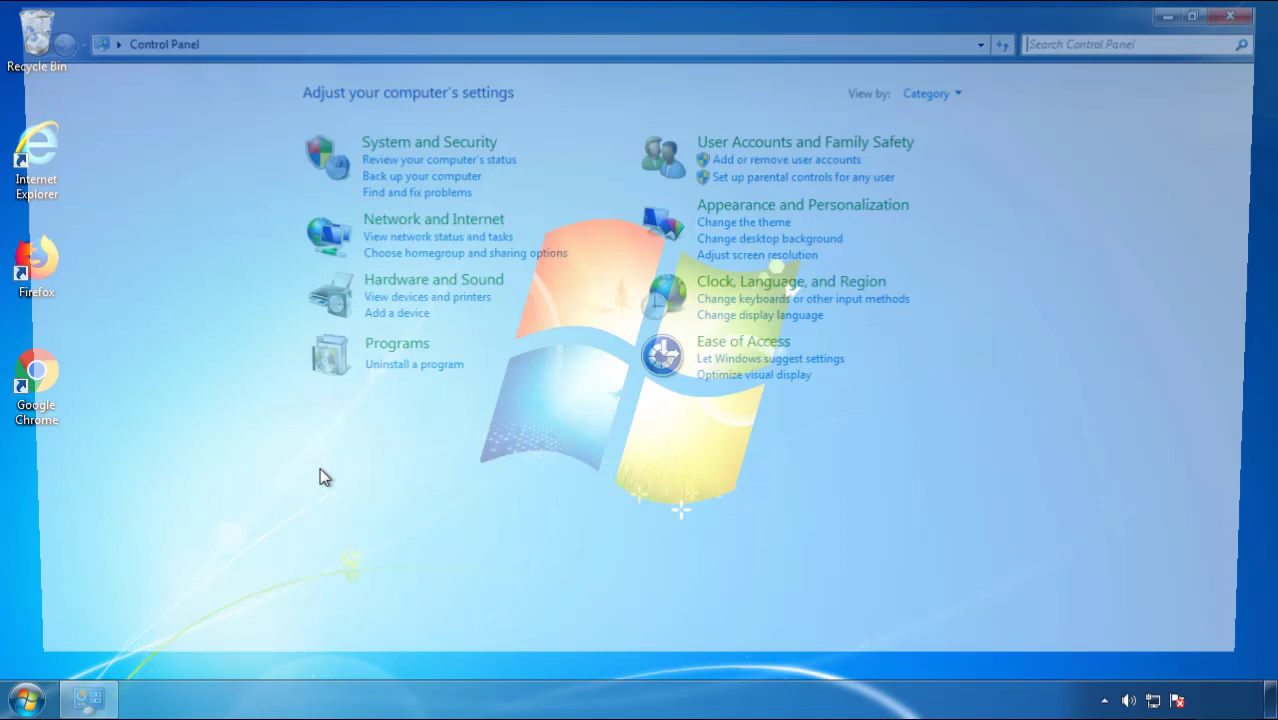 Recycle Bin
Internet
Explorer
Firefox
Google
Chrome
Control Panel
Search Control Panel
Adjust your computer's settings
View by: Category
System and Security
Review your computer's status
Back up your computer
Find and fix problems
Network and Internet
View network status and tasks
Choose homegroup and sharing options
Hardware and Sound
View devices and printers
Add a device
Programs
Uninstall a program
User Accounts and Family Safety
Add or remove user accounts
Set up parental controls for any user
Appearance and Personalization
Change the theme
Change desktop background
Adjust screen resolution
Clock, Language, and Region
Change keyboards or other input methods
Change display language
Ease of Access
Let Windows suggest settings
Optimize visual display